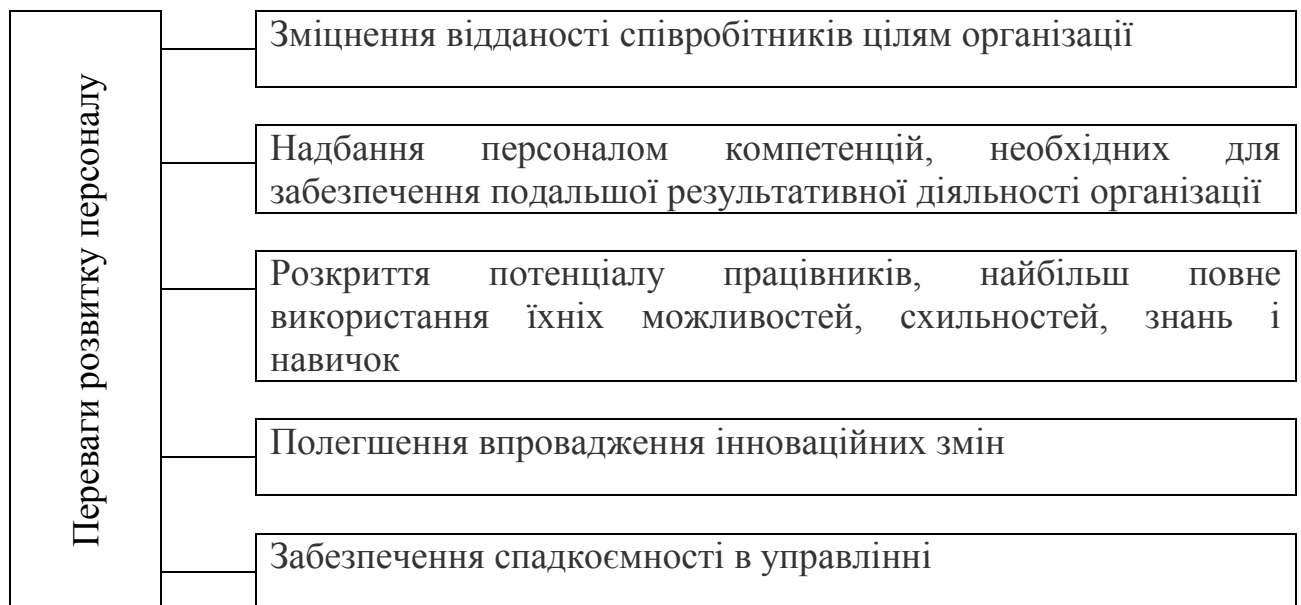 Переваги розвитку персоналу
Зміцнення відданості співробітників цілям організації
Надбання персоналом компетенцій, необхідних для
забезпечення подальшої результативної діяльності організації
Розкриття потенціалу працівників, найбільш повне
використання їхніх можливостей, схильностей, знань і
навичок
Полегшення впровадження інноваційних змін
Забезпечення спадкоємності в управлінні